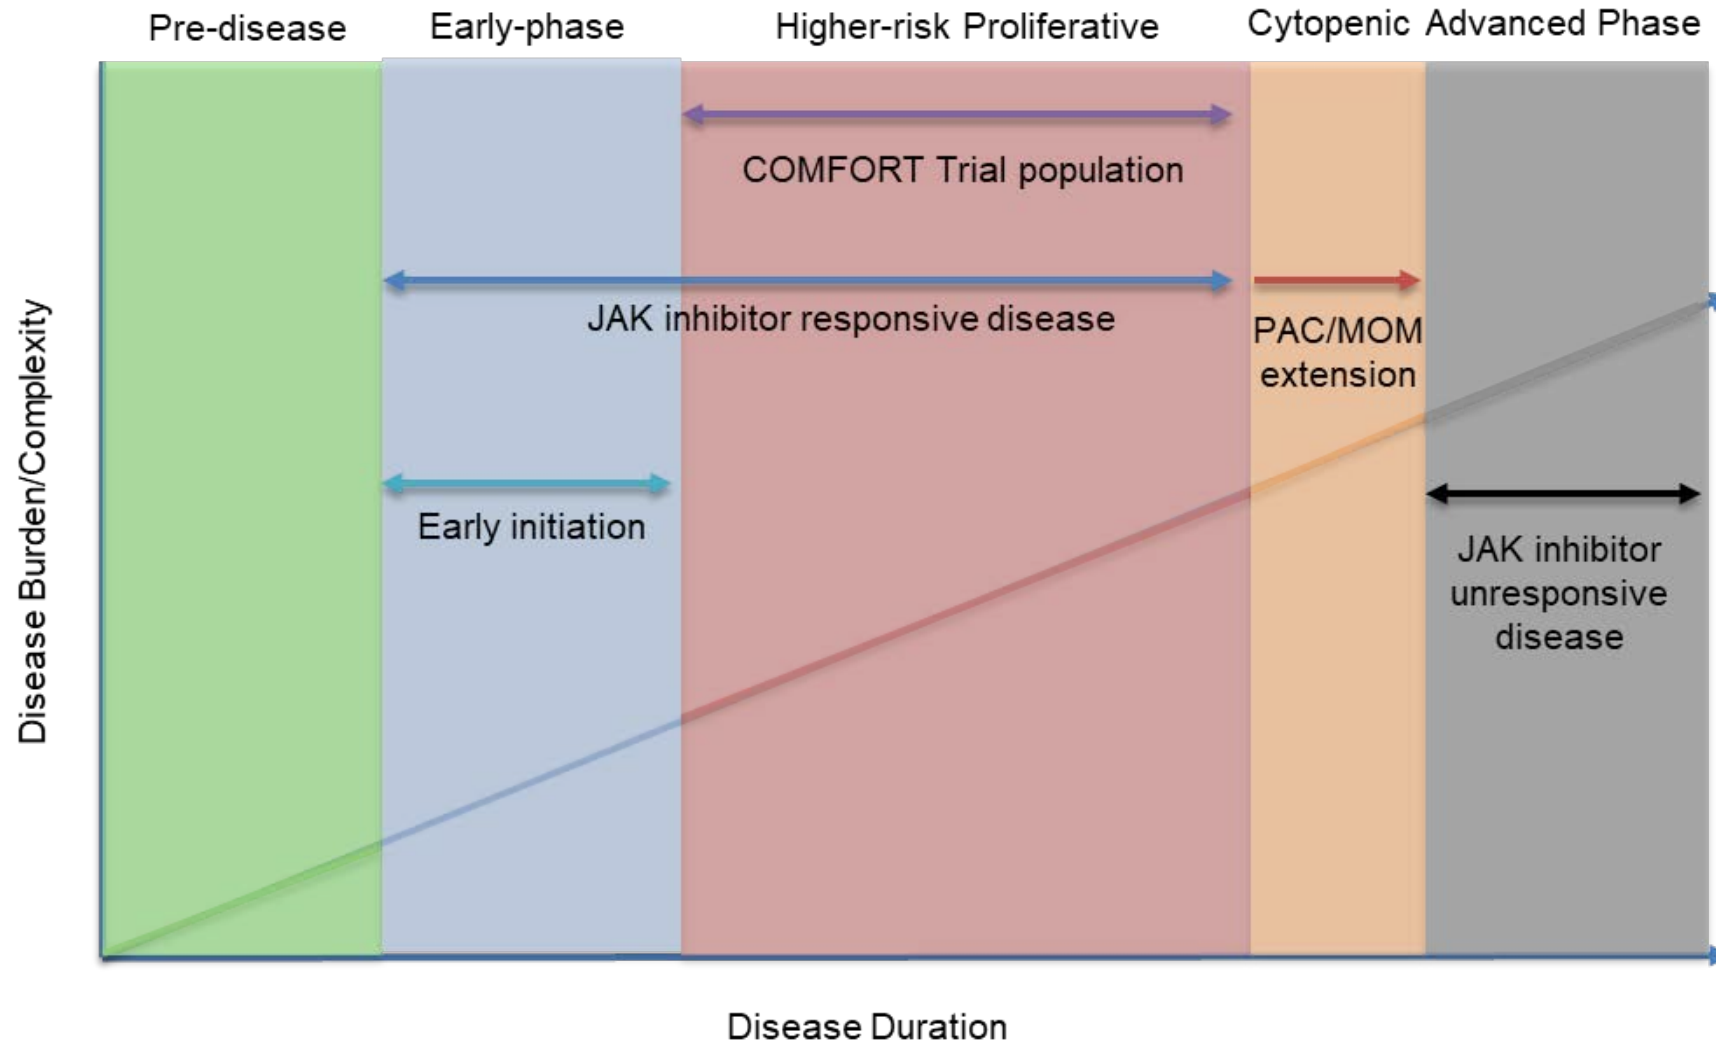 Pre-disease
Early-phase
Higher-risk Proliferative
Cytopenic
Advanced Phase
COMFORT Trial population
JAK inhibitor responsive disease
PAC/MOM
extension
Early initiation
JAK inhibitor
unresponsive
disease
Disease Burden/Complexity
Disease Duration